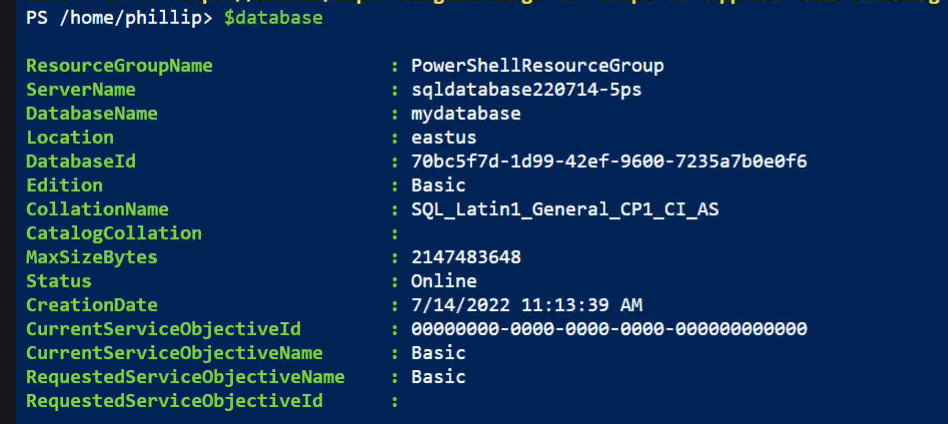 PS /home/phillip> $database
ResourceGroupName : PowerShellResourceGroup
ServerName : sqldatabase220714-5ps
DatabaseName : mydatabase
Location : eastus
DatabaseId : 70bc5f7d-1d99-42ef-9600-7235a7b0e0f6
Edition : Basic
CollationName : SQL_Latin1_General_CP1_CI_AS
CatalogCollation :
MaxSizeBytes : 2147483648
Status : Online
CreationDate : 7/14/2022 11:13:39 AM
CurrentServiceObjectiveId : 00000000-0000-0000-0000-000000000000
CurrentServiceObjectiveName : Basic
RequestedServiceObjectiveName : Basic
RequestedServiceObjectiveId :